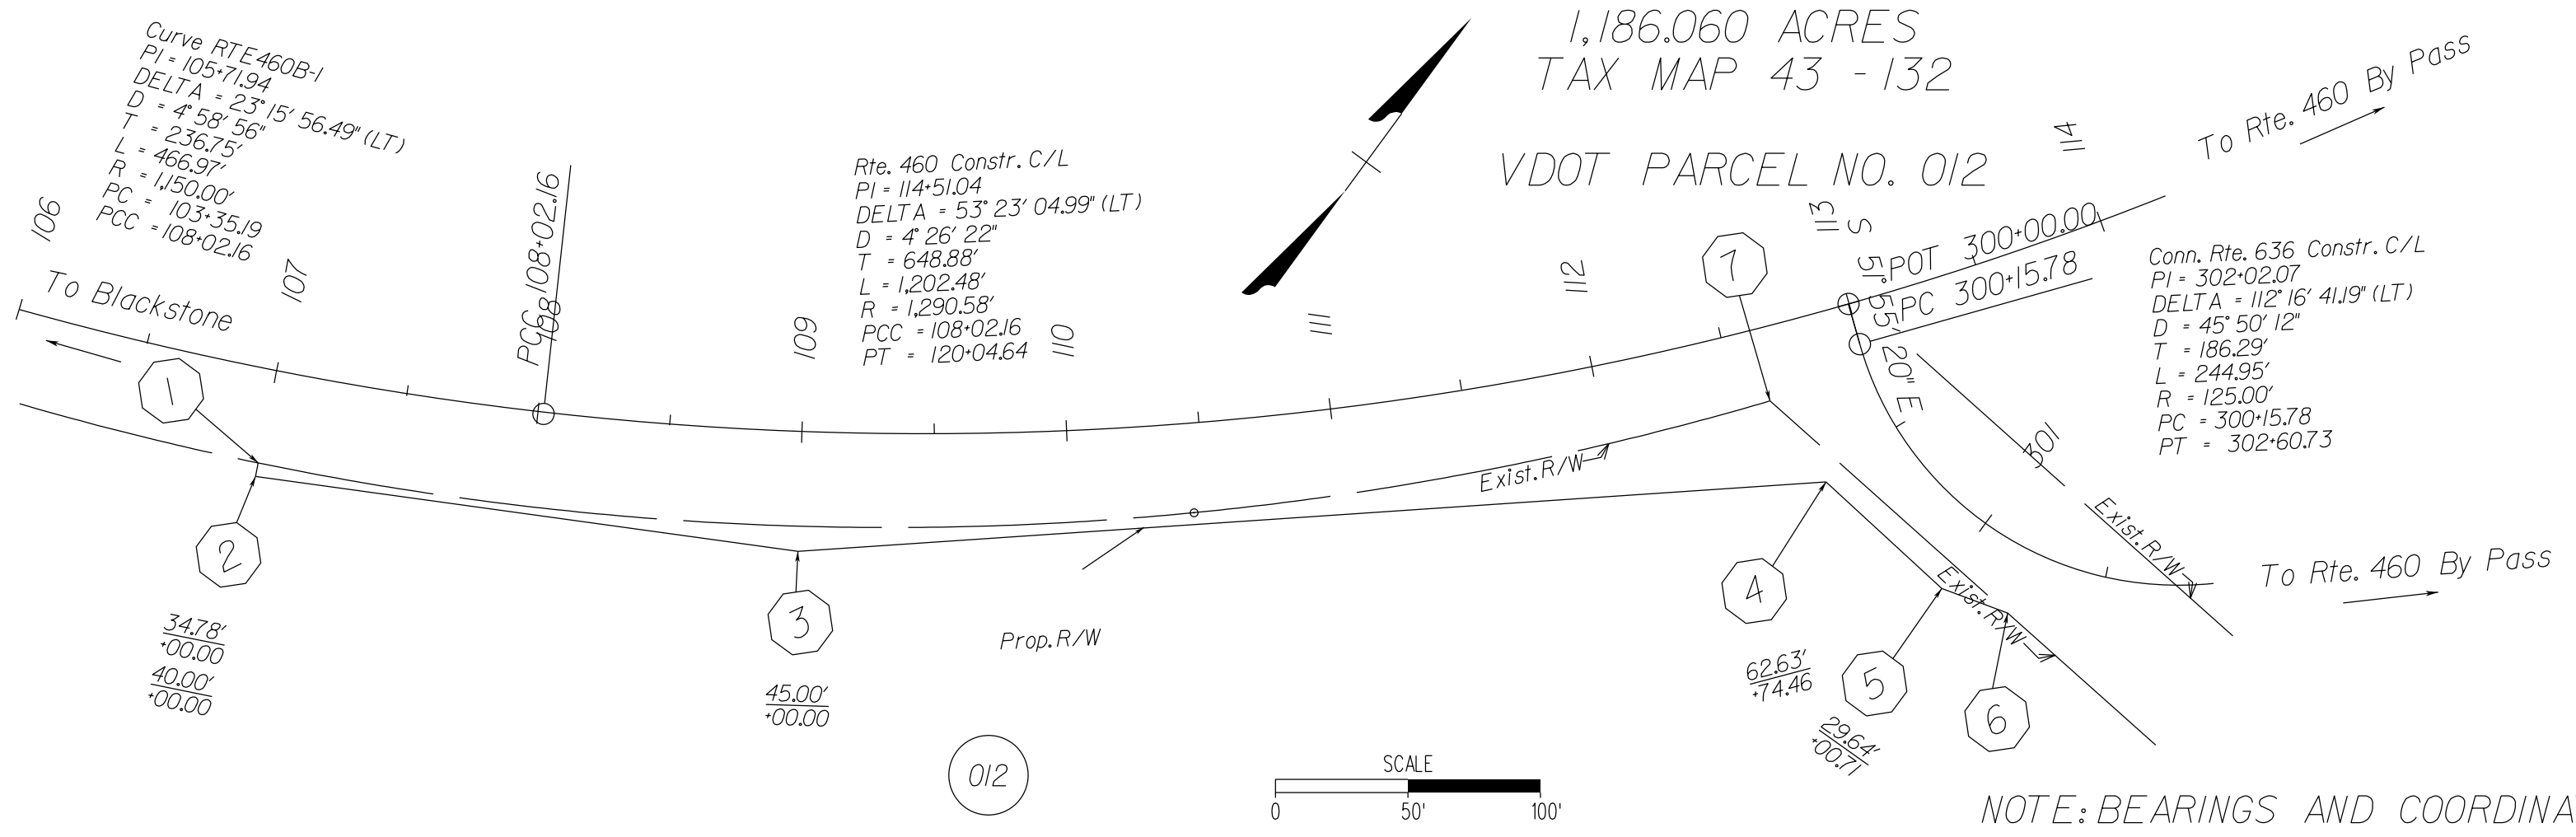 1,186.060 ACRES
TAX MAP 43 - 132
VDOT PARCEL NO. 012
Curve RTE460B-1
PI = 105+71.94
DELTA = 23° 15' 56.49" (LT)
D = 4° 58' 56"
T = 236.75'
L = 466.97'
R = 1,150.00'
PC = 103+35.19
PCC = 108+02.16
Rte. 460 Constr. C/L
PI = 114+51.04
DELTA = 53° 23' 04.99" (LT)
D = 4° 26' 22"
T = 648.88'
L = 1,202.48'
R = 1,290.58'
PCC = 108+02.16
PT = 120+04.64
Conn. Rte. 636 Constr. C/L
PI = 302+02.07
DELTA = 112° 16' 41.19" (LT)
D = 45° 50' 12"
T = 186.29'
L = 244.95'
R = 125.00'
PC = 300+15.78
PT = 302+60.73
To Rte. 460 By Pass
106
107
108
109
110
111
112
113
114
PCC 108+02.16
To Blackstone
POT 300+00.00
PC 300+15.78
S 51° 55' 20" E
301
1
2
3
4
5
6
7
Exist. R/W
Exist. R/W
Exist. R/W
Prop. R/W
To Rte. 460 By Pass
34.78'
+00.00
40.00'
+00.00
45.00'
+00.00
62.63'
+74.46
29.64'
+00.71
012
SCALE
0 50' 100'
NOTE: BEARINGS AND COORDINA